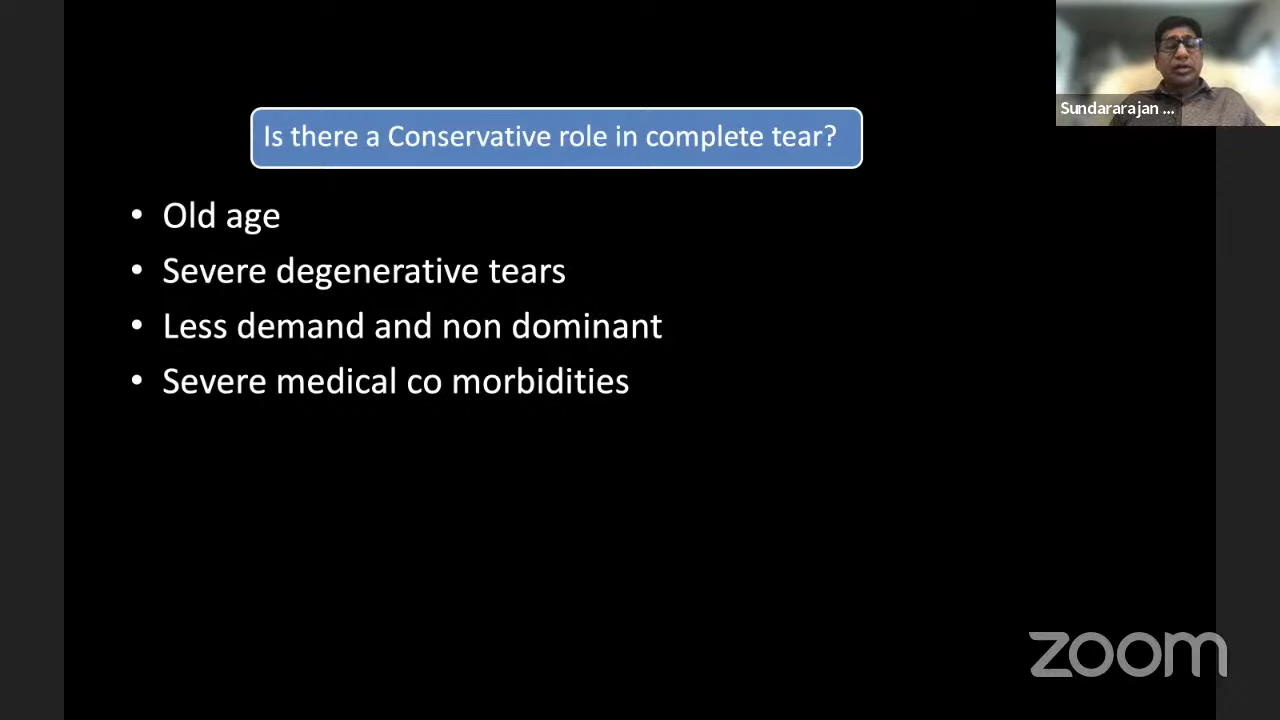 Sundararajan ...
Is there a Conservative role in complete tear?
• Old age
• Severe degenerative tears
• Less demand and non dominant
• Severe medical co morbidities
zoom